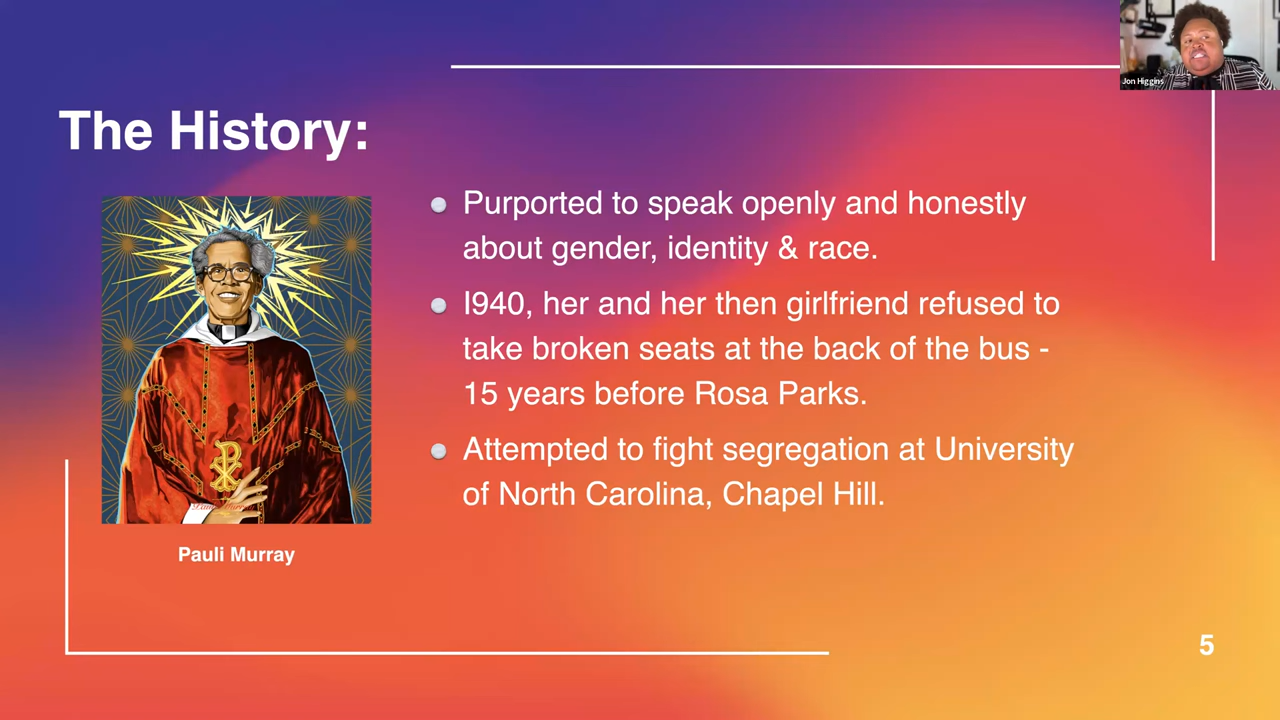 Jon Higgins
The History:
Purported to speak openly and honestly
about gender, identity & race.
I940, her and her then girlfriend refused to
take broken seats at the back of the bus -
15 years before Rosa Parks.
Attempted to fight segregation at University
of North Carolina, Chapel Hill.
Pauli Murray
5